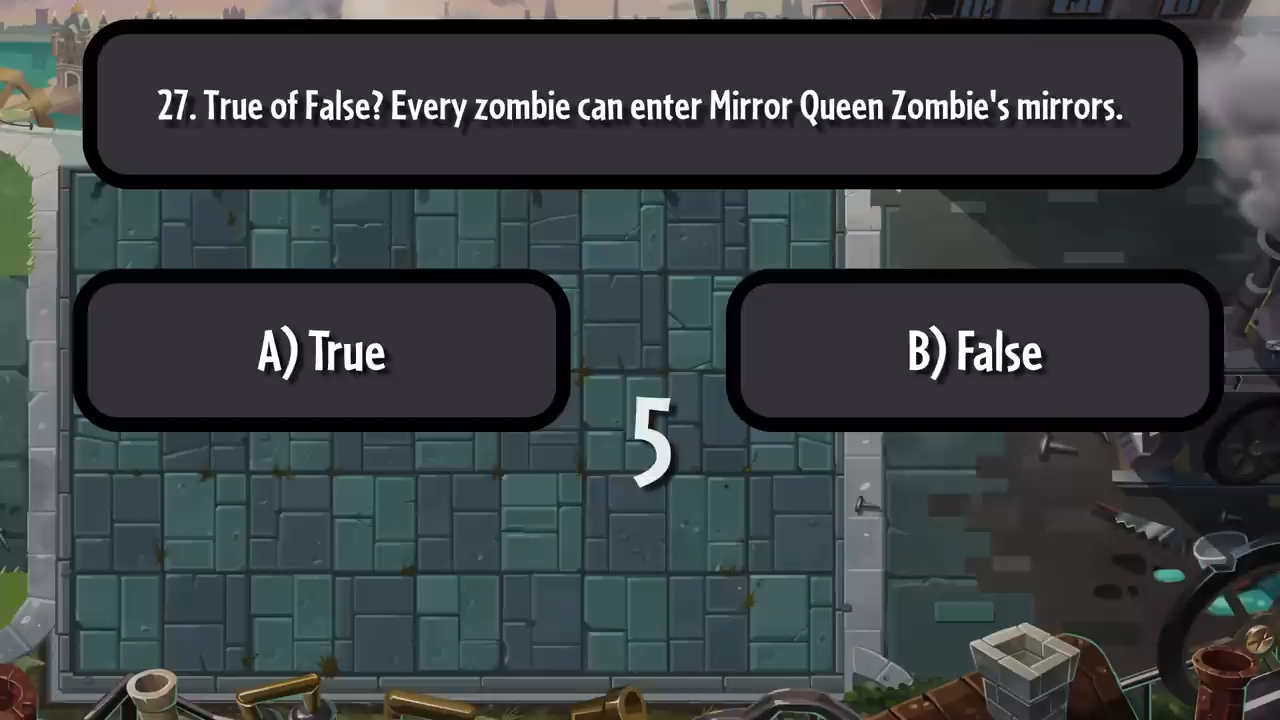 27. True of False? Every zombie can enter Mirror Queen Zombie's mirrors.
A) True
B) False
5